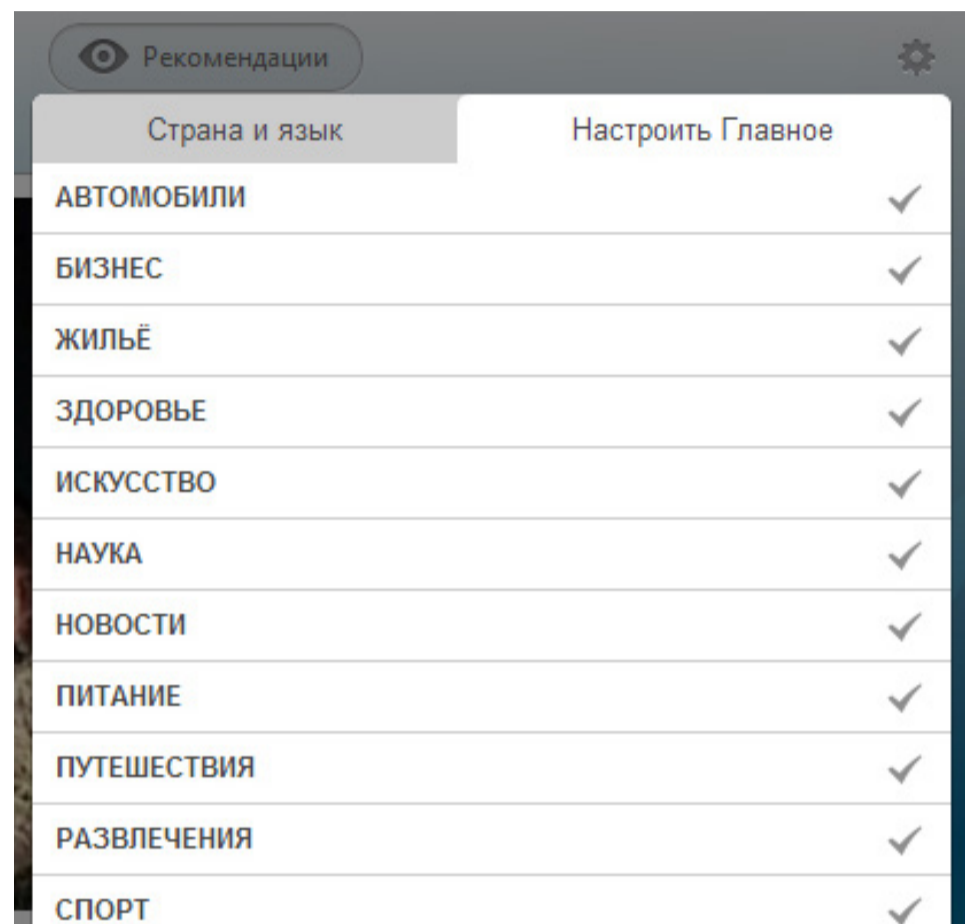 Рекомендации
Страна и язык
Настроить Главное
АВТОМОБИЛИ
БИЗНЕС
ЖИЛЬЁ
ЗДОРОВЬЕ
ИСКУССТВО
НАУКА
НОВОСТИ
ПИТАНИЕ
ПУТЕШЕСТВИЯ
РАЗВЛЕЧЕНИЯ
СПОРТ